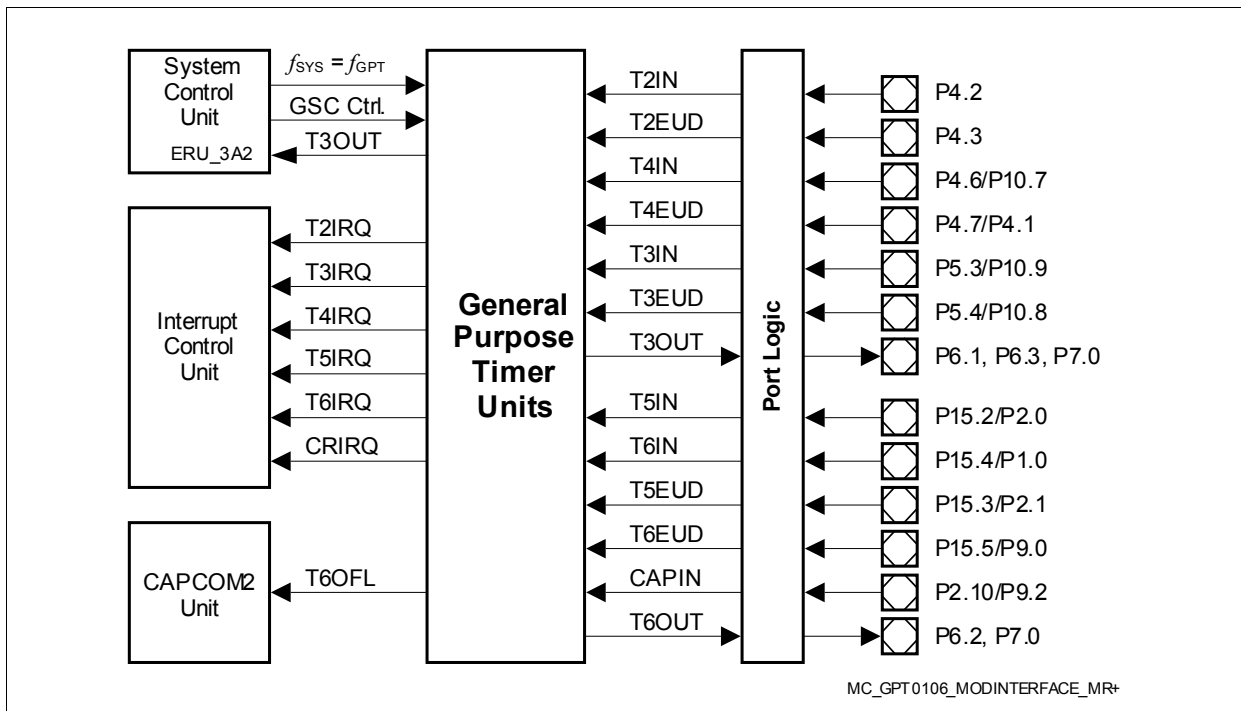 System
Control
Unit
ERU_3A2
fSYS = fGPT
GSC Ctrl.
T3OUT
Interrupt
Control
Unit
T2IRQ
T3IRQ
T4IRQ
T5IRQ
T6IRQ
CRIRQ
CAPCOM2
Unit
T6OFL
General
Purpose
Timer
Units
T2IN
T2EUD
T4IN
T4EUD
T3IN
T3EUD
T3OUT
T5IN
T6IN
T5EUD
T6EUD
CAPIN
T6OUT
Port Logic
P4.2
P4.3
P4.6/P10.7
P4.7/P4.1
P5.3/P10.9
P5.4/P10.8
P6.1, P6.3, P7.0
P15.2/P2.0
P15.4/P1.0
P15.3/P2.1
P15.5/P9.0
P2.10/P9.2
P6.2, P7.0
MC_GPT0106_MODINTERFACE_MR+